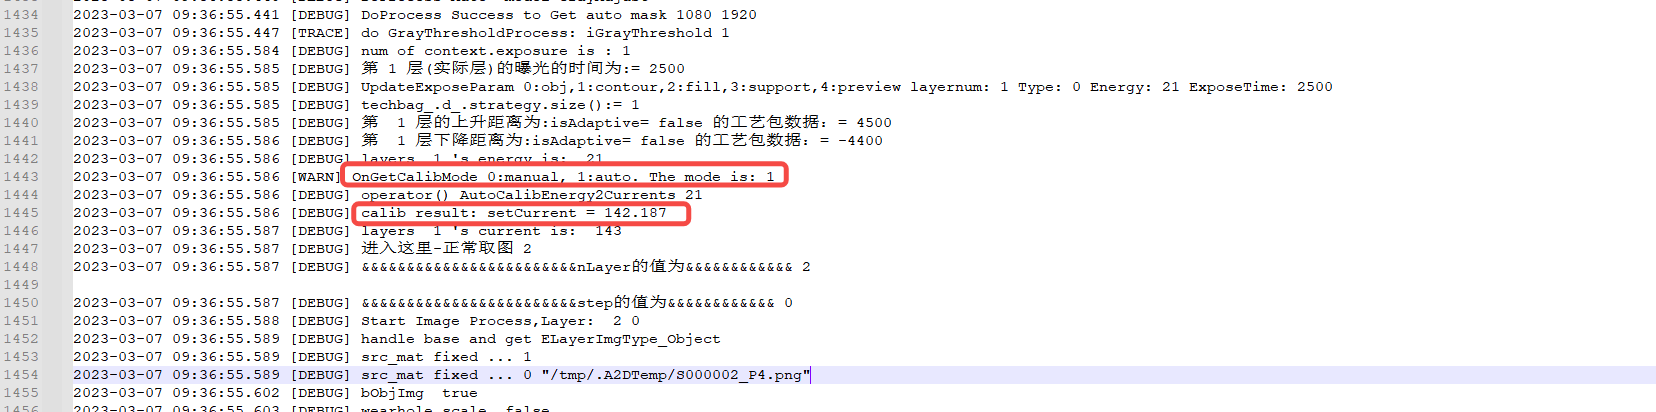 1434 2023-03-07 09:36:55.441 [DEBUG] DoProcess Success to Get auto mask 1080 1920
1435 2023-03-07 09:36:55.447 [TRACE] do GrayThresholdProcess: iGrayThreshold 1
1436 2023-03-07 09:36:55.584 [DEBUG] num of context.exposure is : 1
1437 2023-03-07 09:36:55.585 [DEBUG] 第 1 层(实际层)的曝光的时间为:= 2500
1438 2023-03-07 09:36:55.585 [DEBUG] UpdateExposeParam 0:obj,1:contour,2:fill,3:support,4:preview layernum: 1 Type: 0 Energy: 21 ExposeTime: 2500
1439 2023-03-07 09:36:55.585 [DEBUG] techbag_.d_.strategy.size():= 1
1440 2023-03-07 09:36:55.585 [DEBUG] 第 1 层的上升距离为:isAdaptive= false 的工艺包数据: = 4500
1441 2023-03-07 09:36:55.586 [DEBUG] 第 1 层下降距离为:isAdaptive= false 的工艺包数据: = -4400
1442 2023-03-07 09:36:55.586 [DEBUG] layers 1 's energy is: 21
1443 2023-03-07 09:36:55.586 [WARN] OnGetCalibMode 0:manual, 1:auto. The mode is: 1
1444 2023-03-07 09:36:55.586 [DEBUG] operator() AutoCalibEnergy2Currents 21
1445 2023-03-07 09:36:55.586 [DEBUG] calib result: setCurrent = 142.187
1446 2023-03-07 09:36:55.587 [DEBUG] layers 1 's current is: 143
1447 2023-03-07 09:36:55.587 [DEBUG] 进入这里-正常取图 2
1448 2023-03-07 09:36:55.587 [DEBUG] &&&&&&&&&&&&&&&&&&&&&&&&nLayer的值为&&&&&&&&&&&& 2
1449
1450 2023-03-07 09:36:55.587 [DEBUG] &&&&&&&&&&&&&&&&&&&&&&&&step的值为&&&&&&&&&&&& 0
1451 2023-03-07 09:36:55.588 [DEBUG] Start Image Process,Layer: 2 0
1452 2023-03-07 09:36:55.589 [DEBUG] handle base and get ELayerImgType_Object
1453 2023-03-07 09:36:55.589 [DEBUG] src_mat fixed ... 1
1454 2023-03-07 09:36:55.589 [DEBUG] src_mat fixed ... 0 "/tmp/.A2DTemp/S000002_P4.png"
1455 2023-03-07 09:36:55.602 [DEBUG] bObjImg true
1456 2023-03-07 09:36:55.602 [DEBUG] wearhole scale false